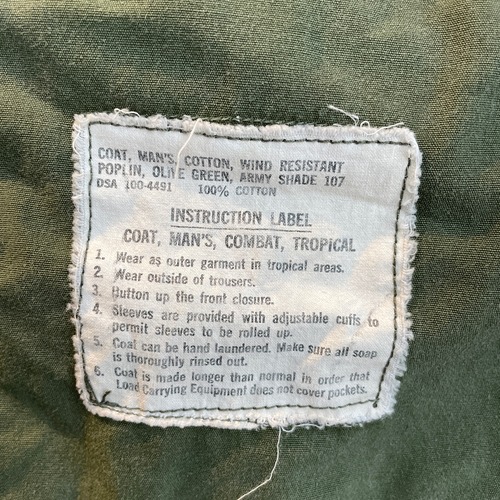 COAT, MAN'S, COTTON, WIND RESISTANT
POPLIN, OLIVE GREEN, ARMY SHADE 107
DSA 100-4491 100% COTTON
INSTRUCTION LABEL
COAT, MAN'S, COMBAT, TROPICAL
1. Wear as outer garment in tropical areas.
2. Wear outside of trousers.
3. Button up the front closure.
4. Sleeves are provided with adjustable cuffs to
permit sleeves to be rolled up.
5. Coat can be hand laundered. Make sure all soap
is thoroughly rinsed out.
6. Coat is made longer than normal in order that
Load Carrying Equipment does not cover pockets.